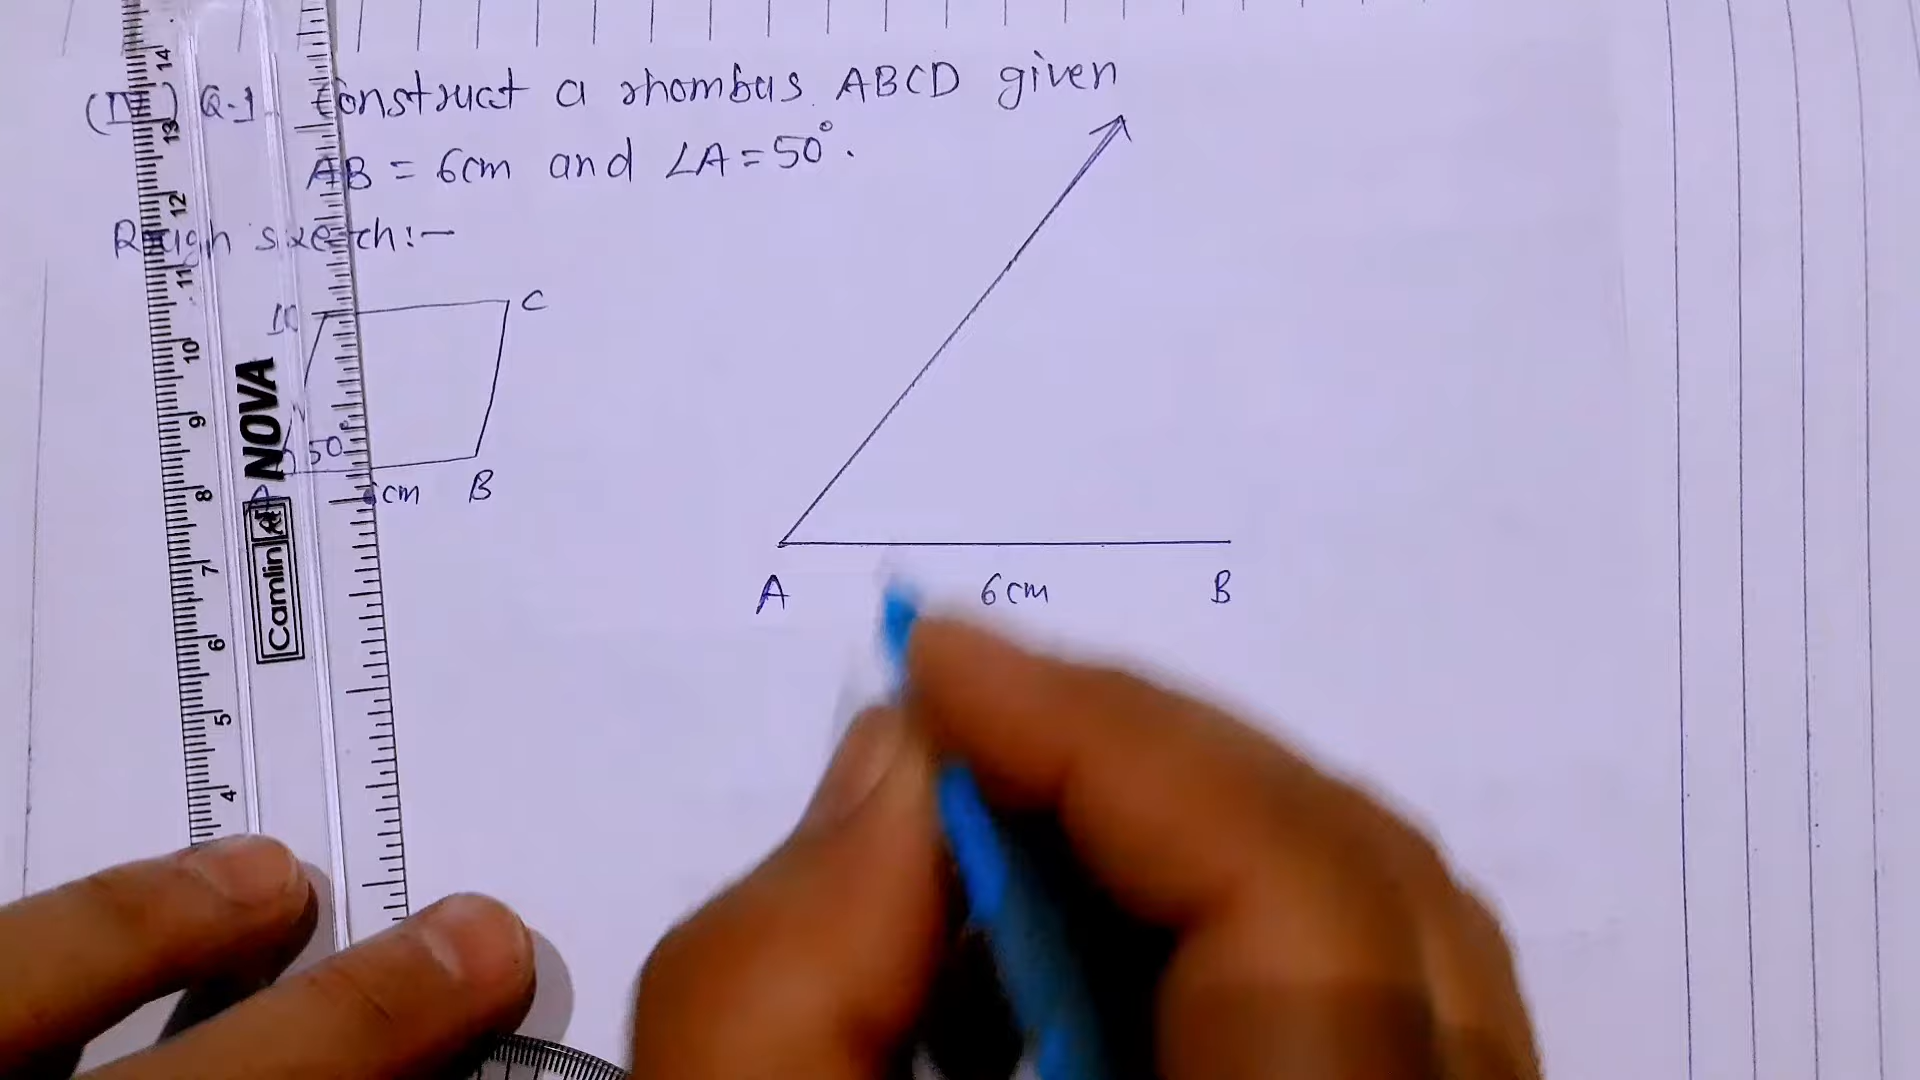 Q-1 Construct a rhombus ABCD given
AB = 6cm and ∠A = 50°.
Rough sketch:-
C
50°
cm B
A 6cm B
NOVA
Camlin
14
13
12
11
10
9
8
7
6
5
4